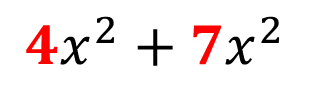 4x² + 7x²